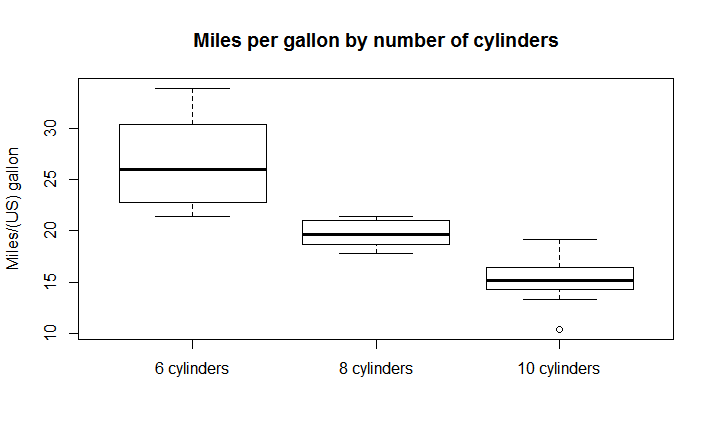 Miles per gallon by number of cylinders
Miles/(US) gallon
30
25
20
15
10
6 cylinders
8 cylinders
10 cylinders